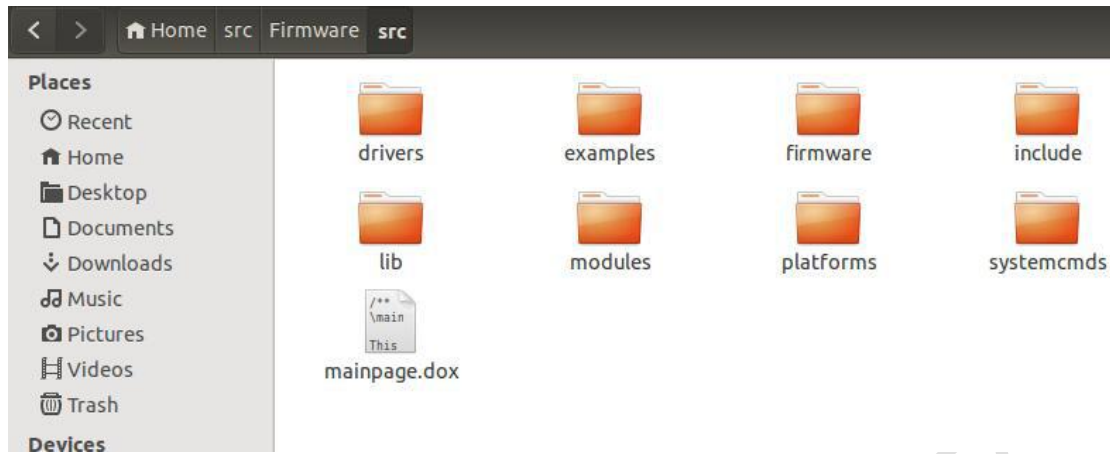 Home src Firmware src
Places
Recent
Home
Desktop
Documents
Downloads
Music
Pictures
Videos
Trash
Devices
drivers examples firmware include
lib modules platforms systemcmds
/**
\main
This
mainpage.dox